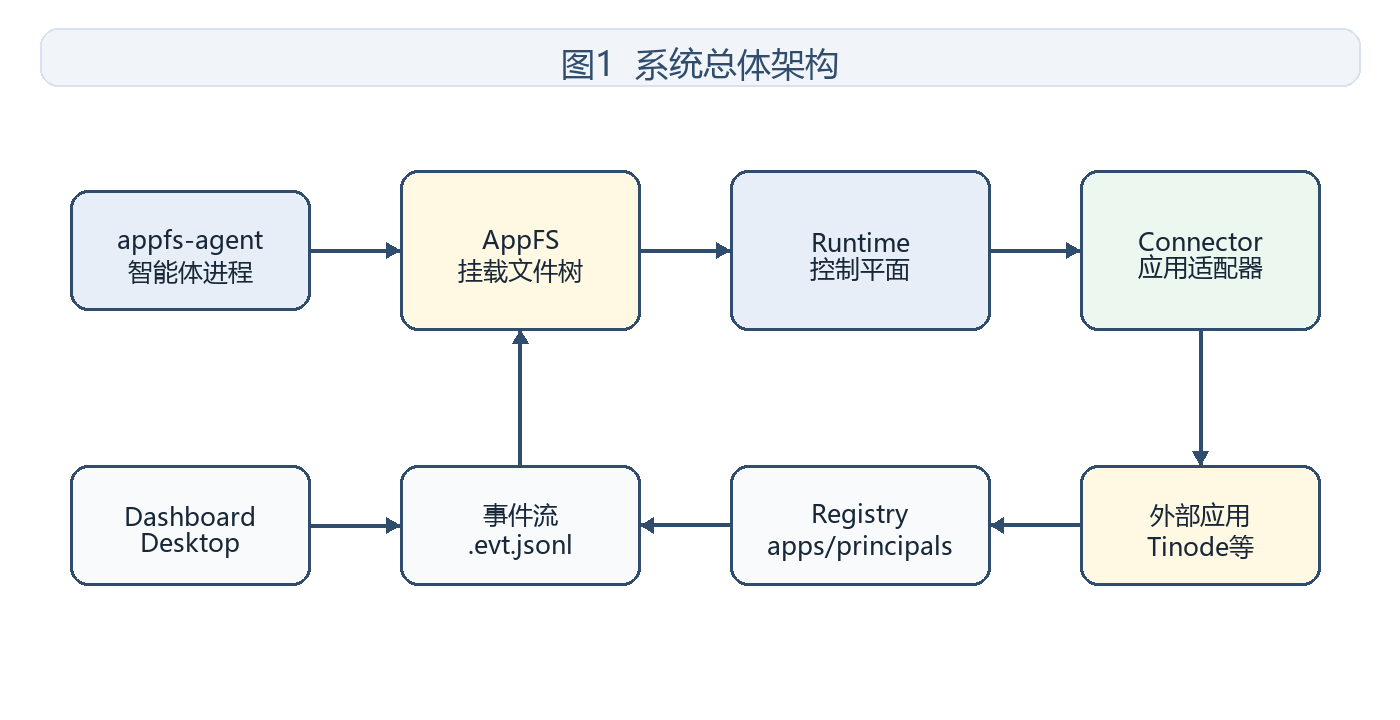 图1 系统总体架构
appfs-agent
智能体进程
AppFS
挂载文件树
Runtime
控制平面
Connector
应用适配器
Dashboard
Desktop
事件流
.evt.jsonl
Registry
apps/principals
外部应用
Tinode等